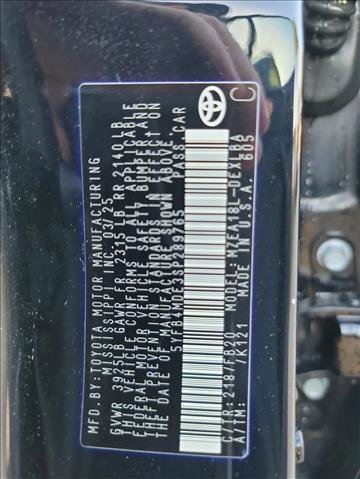 MFD. BY: TOYOTA MOTOR MANUFACTURING
MISSISSIPPI INC. 03/25
GVWR 3925LB GAWR FR 2315 LB RR 2140LB
THIS VEHICLE CONFORMS TO ALL APPLICABLE
FEDERAL MOTOR VEHICLE SAFETY, BUMPER, AND
THEFT PREVENTION STANDARDS IN EFFECT ON
THE DATE OF MANUFACTURE SHOWN ABOVE.
PASS. CAR
C/TR: 218/FB20
MODEL: MZEA18L-DEXLBA
A/TM: /K121
MADE IN U.S.A. 605
C